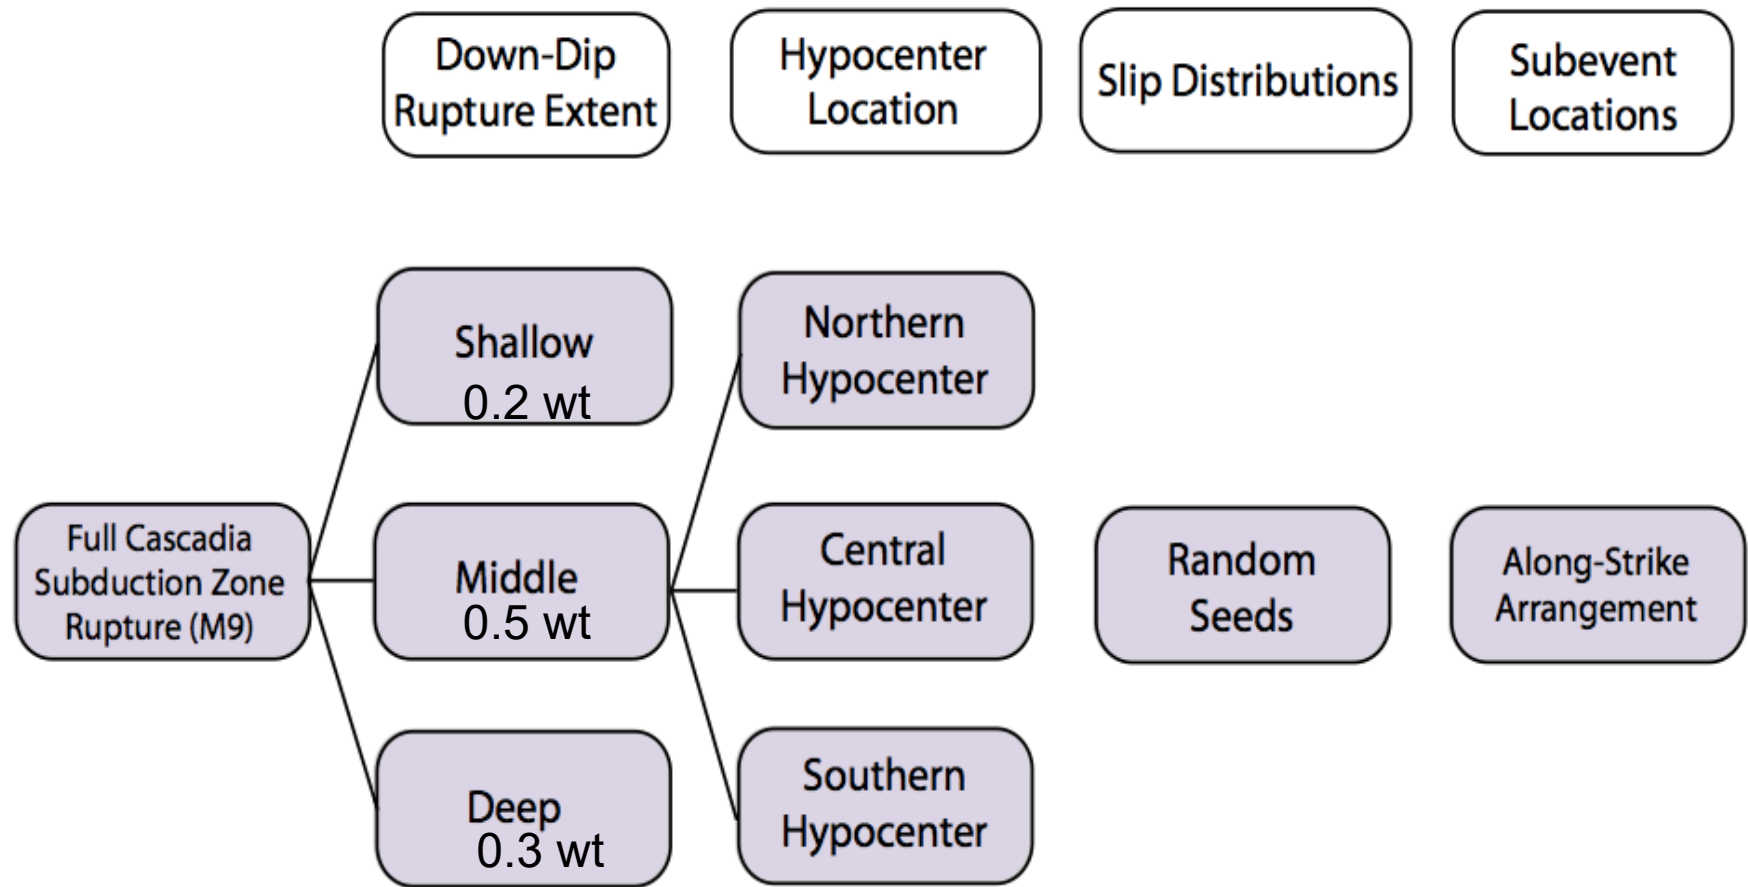 Down-Dip
Rupture Extent
Hypocenter
Location
Slip Distributions
Subevent
Locations
Full Cascadia
Subduction Zone
Rupture (M9)
Shallow
0.2 wt
Middle
0.5 wt
Deep
0.3 wt
Northern
Hypocenter
Central
Hypocenter
Southern
Hypocenter
Random
Seeds
Along-Strike
Arrangement